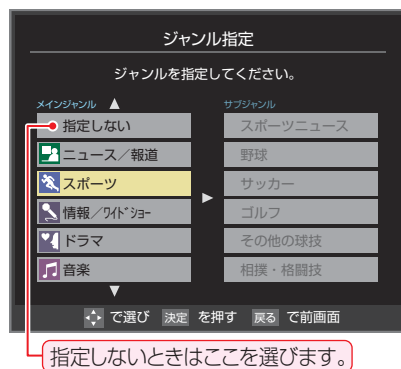 ジャンル指定
ジャンルを指定してください。
メインジャンル
サブジャンル
指定しない
スポーツニュース
ニュース／報道
野球
スポーツ
サッカー
情報／ﾜｲﾄﾞｼｮｰ
ゴルフ
ドラマ
その他の球技
音楽
相撲・格闘技
で選び 決定 を押す 戻る で前画面
指定しないときはここを選びます。